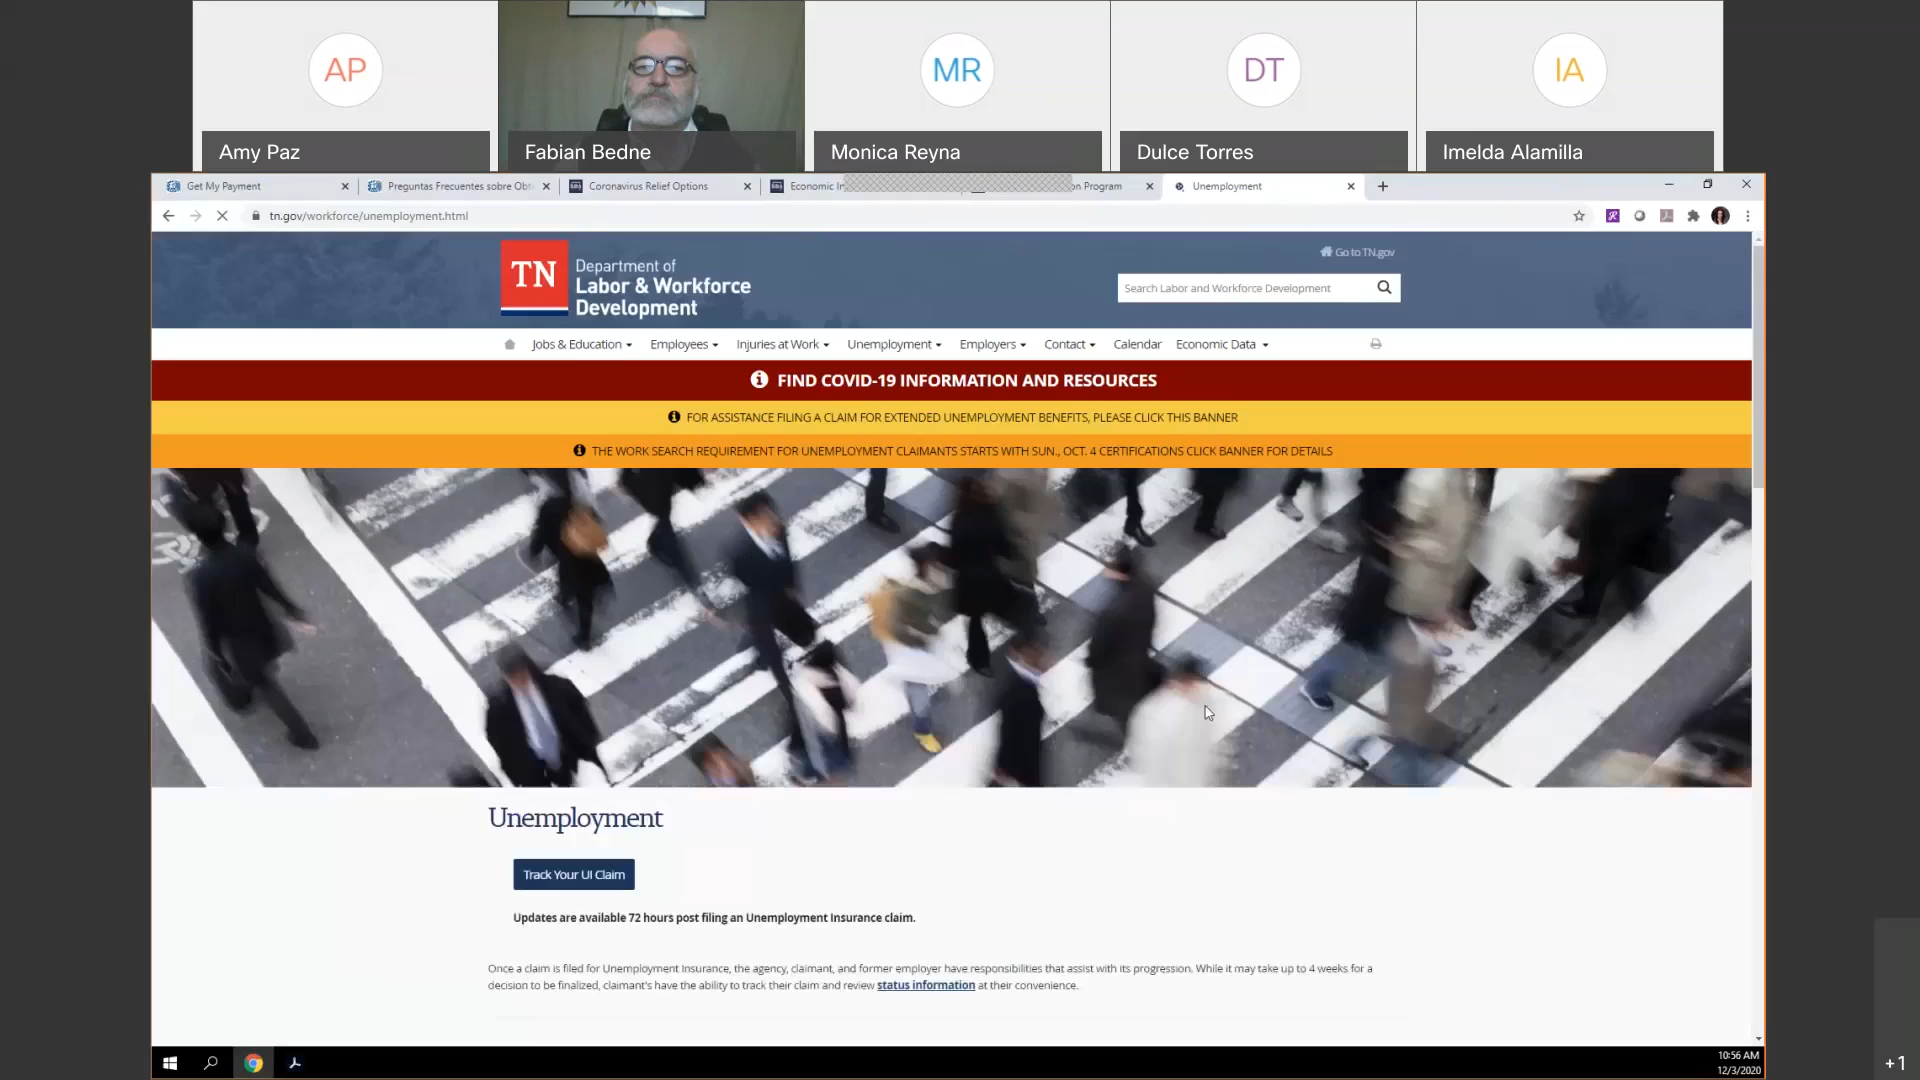 AP
MR
DT
IA
Amy Paz
Fabian Bedne
Monica Reyna
Dulce Torres
Imelda Alamilla
Get My Payment
Preguntas Frecuentes sobre Ob
Coronavirus Relief Options
Economic In
on Program
Unemployment
tn.gov/workforce/unemployment.html
Go to TN.gov
TN
Department of
Labor & Workforce
Development
Search Labor and Workforce Development
Jobs & Education
Employees
Injuries at Work
Unemployment
Employers
Contact
Calendar
Economic Data
FIND COVID-19 INFORMATION AND RESOURCES
FOR ASSISTANCE FILING A CLAIM FOR EXTENDED UNEMPLOYMENT BENEFITS, PLEASE CLICK THIS BANNER
THE WORK SEARCH REQUIREMENT FOR UNEMPLOYMENT CLAIMANTS STARTS WITH SUN., OCT. 4 CERTIFICATIONS CLICK BANNER FOR DETAILS
Unemployment
Track Your UI Claim
Updates are available 72 hours post filing an Unemployment Insurance claim.
Once a claim is filed for Unemployment Insurance, the agency, claimant, and former employer have responsibilities that assist with its progression. While it may take up to 4 weeks for a
decision to be finalized, claimant's have the ability to track their claim and review status information at their convenience.
10:56 AM
12/3/2020
+1